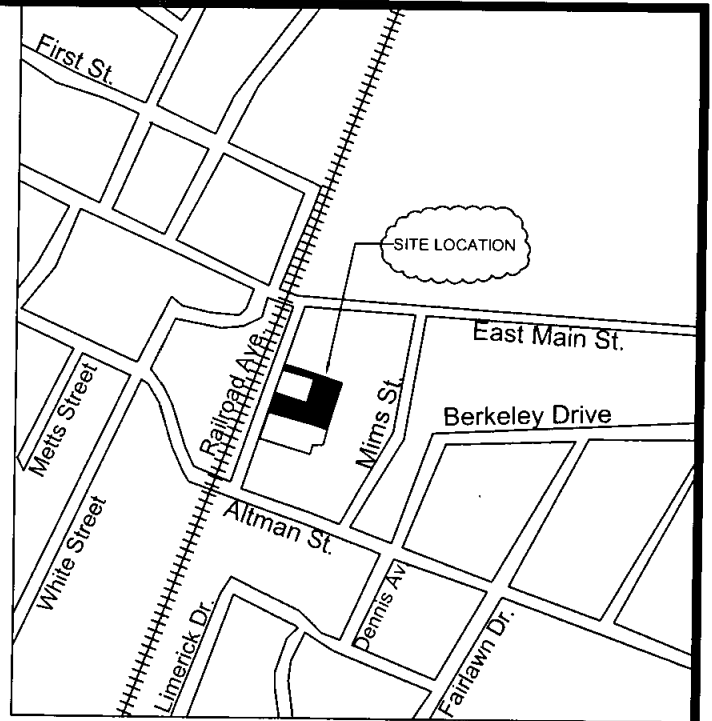 First St.
SITE LOCATION
East Main St.
Railroad Ave.
Mims St.
Berkeley Drive
Metts Street
White Street
Altman St.
Limerick Dr.
Dennis Av
Fairlawn Dr.